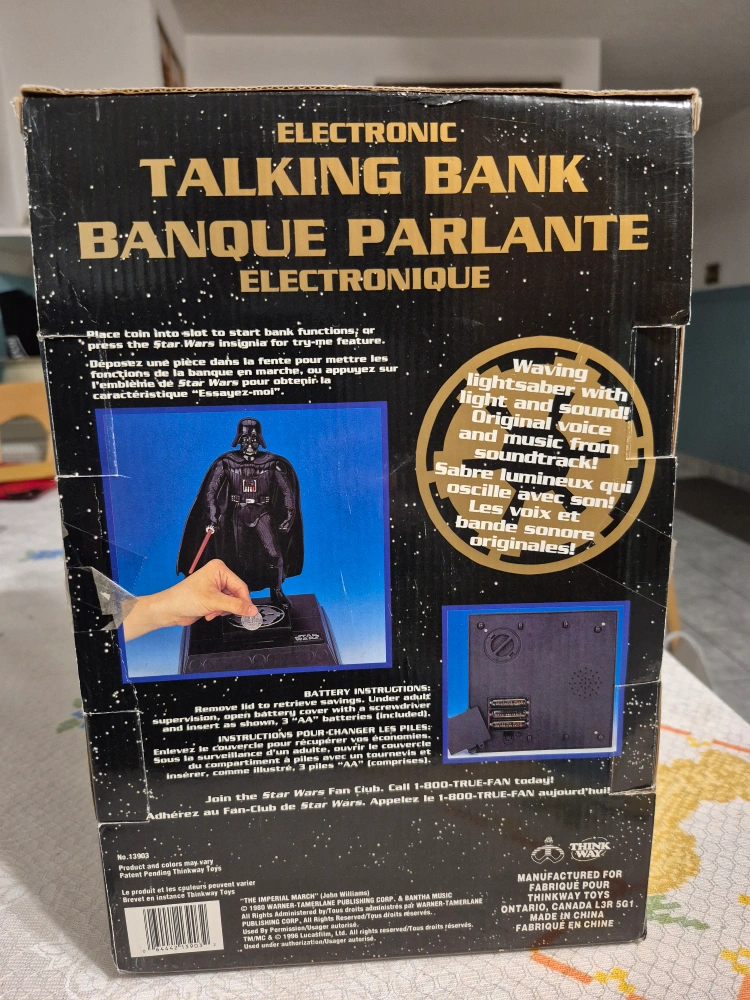 ELECTRONIC
TALKING BANK
BANQUE PARLANTE
ELECTRONIQUE
Place coin into slot to start bank functions, or
press the Star Wars insignia for try-me feature.
Déposez une pièce dans la fente pour mettre les
fonctions de la banque en marche, ou appuyez sur
l'emblème de Star Wars pour obtenir la
caractéristique "Essayez-moi".
Waving
lightsaber with
light and sound!
Original voice
and music from
soundtrack!
Sabre lumineux qui
oscille avec son!
Les voix et
bande sonore
originales!
STAR
WARS
BATTERY INSTRUCTIONS:
Remove lid to retrieve savings. Under adult
supervision, open battery cover with a screwdriver
and insert as shown, 3 "AA" batteries (included).
INSTRUCTIONS POUR CHANGER LES PILES:
Enlevez le couvercle pour récupérer vos économies.
Sous la surveillance d'un adulte, ouvrir le couvercle
du compartiment à piles avec un tournevis et
insérer, comme illustré, 3 piles "AA" (comprises).
Join the Star Wars Fan Club. Call 1-800-TRUE-FAN today!
Adhérez au Fan-Club de Star Wars. Appelez le 1-800-TRUE-FAN aujourd'hui!
No.13903
Product and colors may vary
Patent Pending Thinkway Toys
Le produit et les couleurs peuvent varier
Brevet en instance Thinkway Toys
"THE IMPERIAL MARCH" (John Williams)
© 1980 WARNER-TAMERLANE PUBLISHING CORP. & BANTHA MUSIC
All Rights Administered by/Tous droits administrés par WARNER-TAMERLANE
PUBLISHING CORP. All Rights Reserved/Tous droits réservés.
Used By Permission/Usager autorisé.
TM/MC & © 1996 Lucasfilm, Ltd. All Rights Reserved/Tous droits réservés.
Used under authorization/Usager autorisé.
THINK
WAY
MANUFACTURED FOR
FABRIQUÉ POUR
THINKWAY TOYS
ONTARIO, CANADA L3R 5G1.
MADE IN CHINA
FABRIQUÉ EN CHINE
0 64442 13903 3